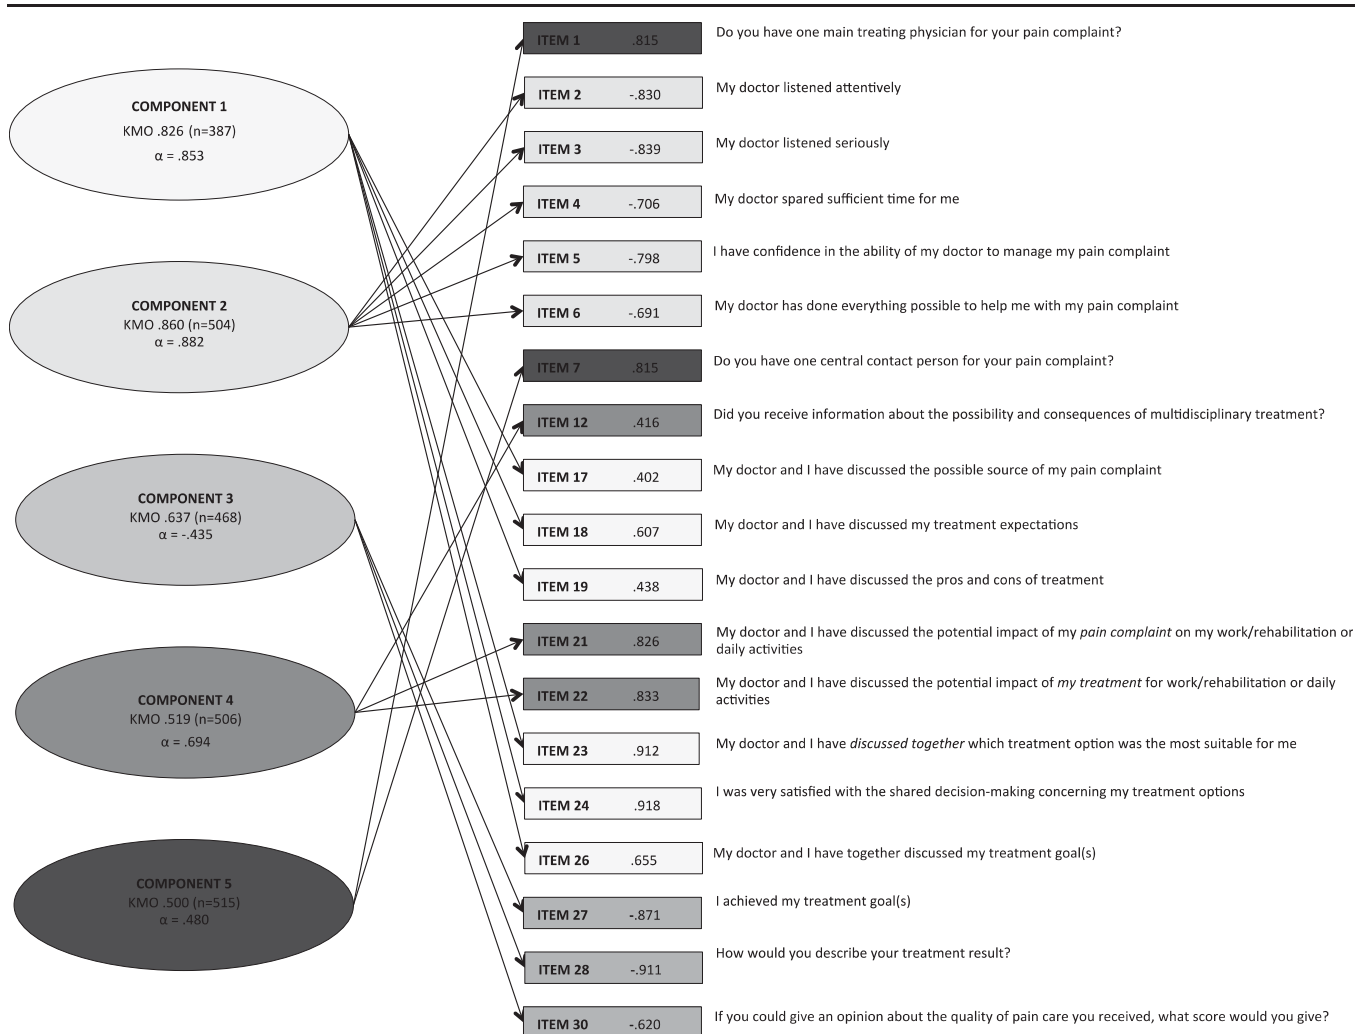 COMPONENT 1
KMO .826 (n=387)
α = .853
COMPONENT 2
KMO .860 (n=504)
α = .882
COMPONENT 3
KMO .637 (n=468)
α = -.435
COMPONENT 4
KMO .519 (n=506)
α = .694
COMPONENT 5
KMO .500 (n=515)
α = .480
ITEM 1 .815 Do you have one main treating physician for your pain complaint?
ITEM 2 -.830 My doctor listened attentively
ITEM 3 -.839 My doctor listened seriously
ITEM 4 -.706 My doctor spared sufficient time for me
ITEM 5 -.798 I have confidence in the ability of my doctor to manage my pain complaint
ITEM 6 -.691 My doctor has done everything possible to help me with my pain complaint
ITEM 7 .815 Do you have one central contact person for your pain complaint?
ITEM 12 .416 Did you receive information about the possibility and consequences of multidisciplinary treatment?
ITEM 17 .402 My doctor and I have discussed the possible source of my pain complaint
ITEM 18 .607 My doctor and I have discussed my treatment expectations
ITEM 19 .438 My doctor and I have discussed the pros and cons of treatment
ITEM 21 .826 My doctor and I have discussed the potential impact of my pain complaint on my work/rehabilitation or
daily activities
ITEM 22 .833 My doctor and I have discussed the potential impact of my treatment for work/rehabilitation or daily
activities
ITEM 23 .912 My doctor and I have discussed together which treatment option was the most suitable for me
ITEM 24 .918 I was very satisfied with the shared decision-making concerning my treatment options
ITEM 26 .655 My doctor and I have together discussed my treatment goal(s)
ITEM 27 -.871 I achieved my treatment goal(s)
ITEM 28 -.911 How would you describe your treatment result?
ITEM 30 -.620 If you could give an opinion about the quality of pain care you received, what score would you give?